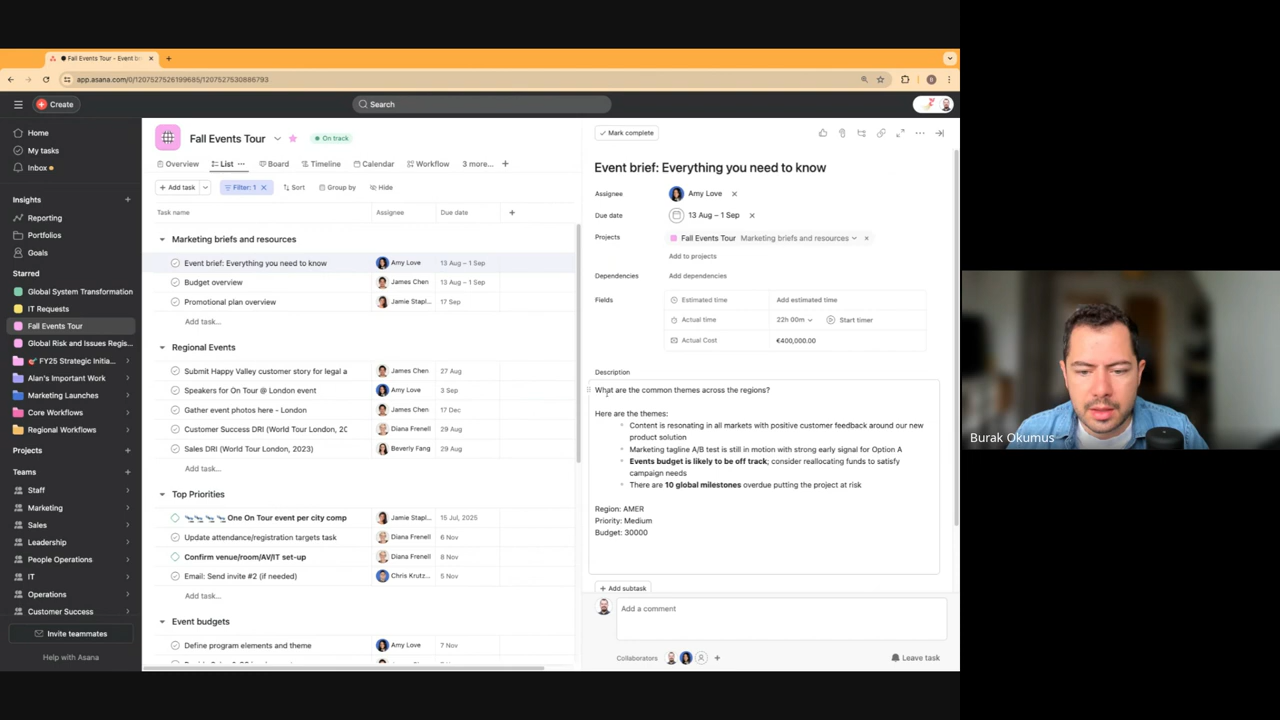 Fall Events Tour - Event b
app.asana.com/0/1207527526199685/1207527530886793
Create
Search
Home
My tasks
Inbox
Insights
Reporting
Portfolios
Goals
Starred
Global System Transformation
IT Requests
Fall Events Tour
Global Risk and Issues Regis...
FY25 Strategic Initia...
Alan's Important Work
Marketing Launches
Core Workflows
Regional Workflows
Projects
Teams
Staff
Marketing
Sales
Leadership
People Operations
IT
Operations
Customer Success
Invite teammates
Help with Asana
Fall Events Tour
On track
Overview
List
Board
Timeline
Calendar
Workflow
3 more...
Add task
Filter: 1
Sort
Group by
Hide
Task name
Assignee
Due date
Marketing briefs and resources
Event brief: Everything you need to know Amy Love 13 Aug – 1 Sep
Budget overview James Chen 13 Aug – 1 Sep
Promotional plan overview Jamie Stapl... 17 Sep
Add task...
Regional Events
Submit Happy Valley customer story for legal a James Chen 27 Aug
Speakers for On Tour @ London event Amy Love 3 Sep
Gather event photos here - London James Chen 17 Dec
Customer Success DRI (World Tour London, 20 Diana Frenell 29 Aug
Sales DRI (World Tour London, 2023) Beverly Fang 29 Aug
Add task...
Top Priorities
One On Tour event per city comp Jamie Stapl... 15 Jul, 2025
Update attendance/registration targets task Diana Frenell 6 Nov
Confirm venue/room/AV/IT set-up Diana Frenell 8 Nov
Email: Send invite #2 (if needed) Chris Krutz... 5 Nov
Add task...
Event budgets
Define program elements and theme Amy Love 7 Nov
Mark complete
Event brief: Everything you need to know
Assignee Amy Love
Due date 13 Aug – 1 Sep
Projects Fall Events Tour Marketing briefs and resources
Add to projects
Dependencies Add dependencies
Fields Estimated time Add estimated time
Actual time 22h 00m Start timer
Actual Cost €400,000.00
Description
What are the common themes across the regions?
Here are the themes:
Content is resonating in all markets with positive customer feedback around our new
product solution
Marketing tagline A/B test is still in motion with strong early signal for Option A
Events budget is likely to be off track; consider reallocating funds to satisfy
campaign needs
There are 10 global milestones overdue putting the project at risk
Region: AMER
Priority: Medium
Budget: 30000
Add subtask
Add a comment
Collaborators
Leave task
Burak Okumus